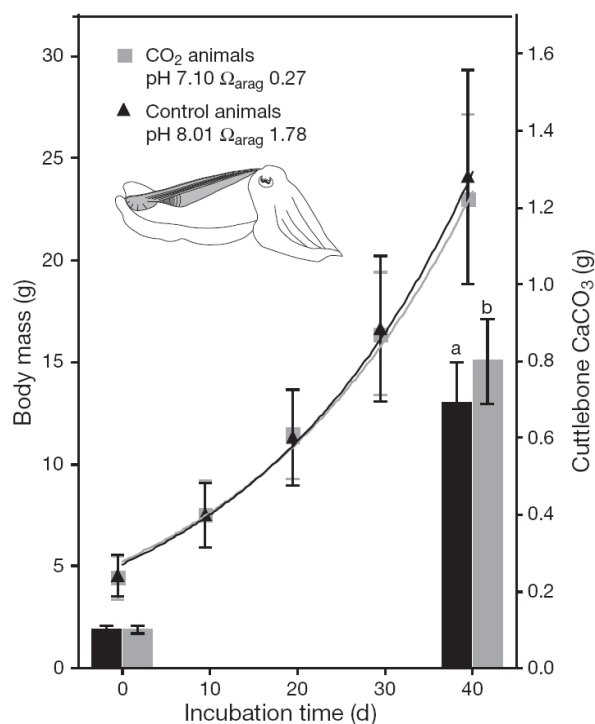 CO₂ animals
pH 7.10 Ωarag 0.27
Control animals
pH 8.01 Ωarag 1.78
Body mass (g)
30
25
20
15
10
5
0
Cuttlebone CaCO₃ (g)
1.6
1.4
1.2
1.0
0.8
0.6
0.4
0.2
0.0
a
b
0 10 20 30 40
Incubation time (d)